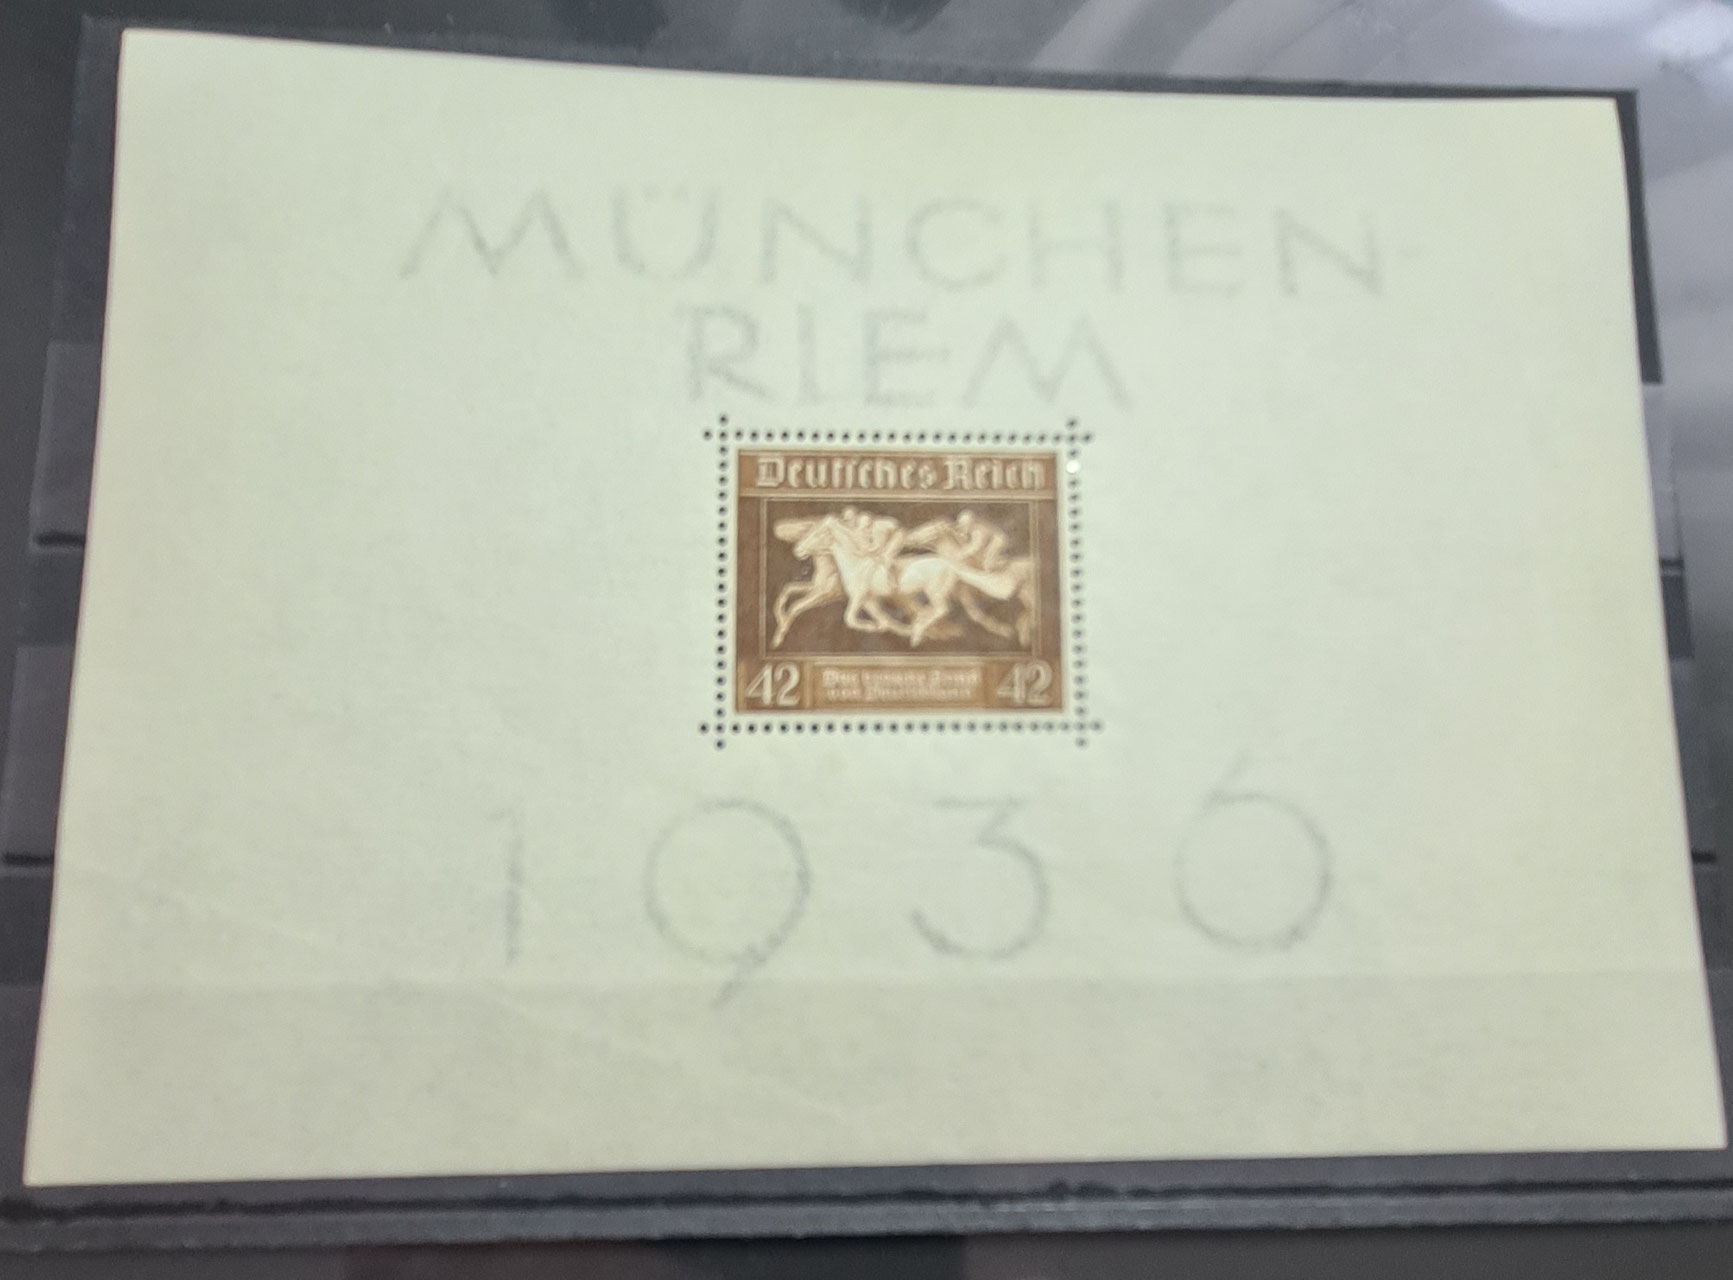 MÜNCHEN-
RIEM
Deutsches Reich
42 42
1936